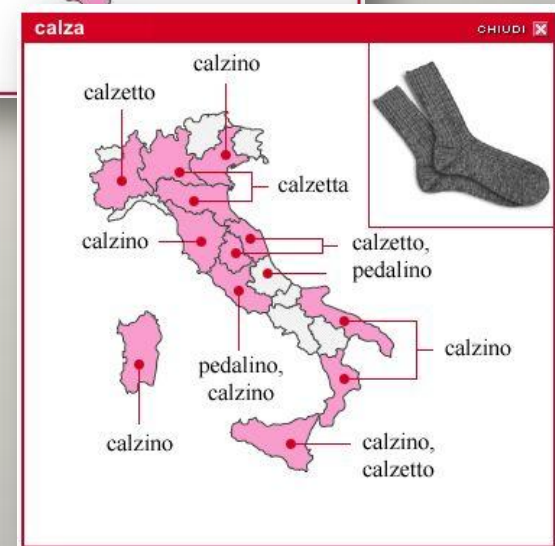 calza
CHIUDI
calzino
calzetto
calzetta
calzino
calzetto,
pedalino
pedalino,
calzino
calzino
calzino
calzino,
calzetto